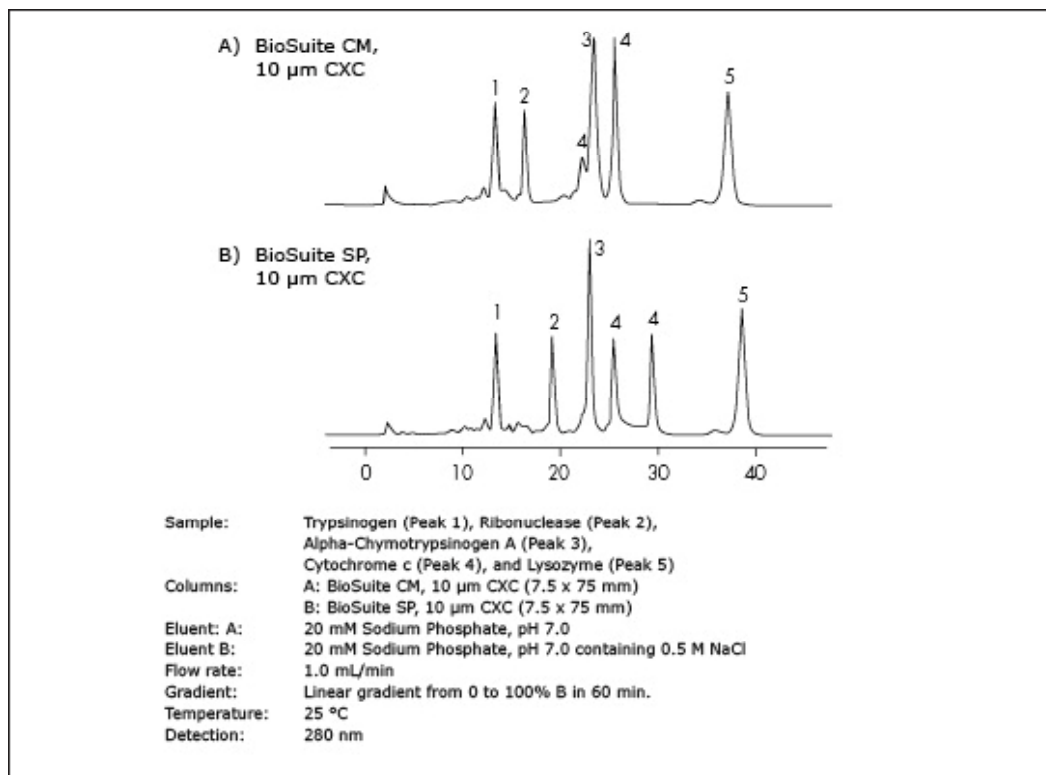 A) BioSuite CM,
10 µm CXC
1
2
3
4
4
5
B) BioSuite SP,
10 µm CXC
1
2
3
4
4
5
0 10 20 30 40
Sample: Trypsinogen (Peak 1), Ribonuclease (Peak 2),
Alpha-Chymotrypsinogen A (Peak 3),
Cytochrome c (Peak 4), and Lysozyme (Peak 5)
Columns: A: BioSuite CM, 10 µm CXC (7.5 x 75 mm)
B: BioSuite SP, 10 µm CXC (7.5 x 75 mm)
Eluent: A: 20 mM Sodium Phosphate, pH 7.0
Eluent B: 20 mM Sodium Phosphate, pH 7.0 containing 0.5 M NaCl
Flow rate: 1.0 mL/min
Gradient: Linear gradient from 0 to 100% B in 60 min.
Temperature: 25 °C
Detection: 280 nm